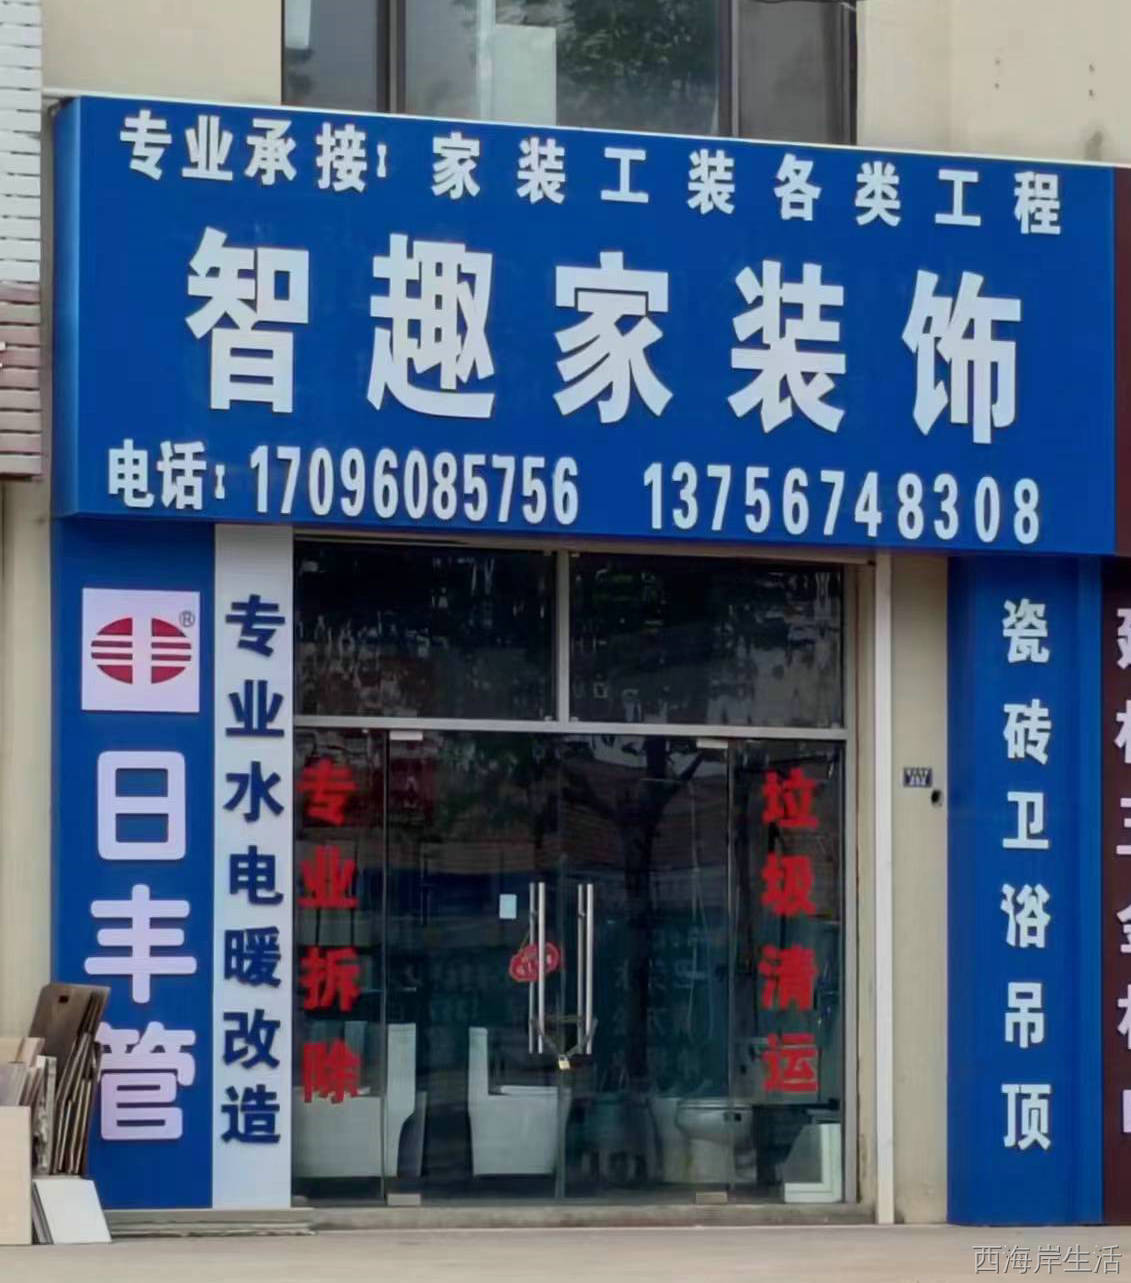 专业承接：家装工装各类工程
智趣家装饰
电话：17096085756 13756748308
®
日丰管
专业水电暖改造
专业拆除
垃圾清运
瓷砖卫浴吊顶
西海岸生活